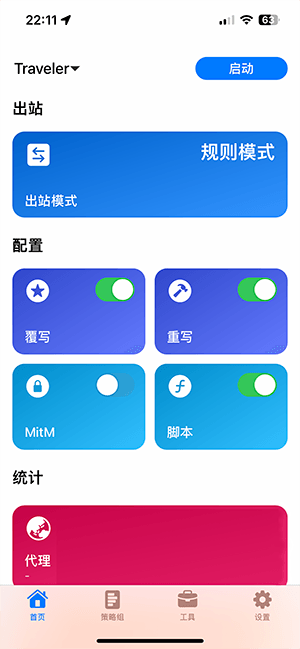 22:11
63
Traveler
启动
出站
规则模式
出站模式
配置
覆写
重写
MitM
脚本
统计
代理
-
首页
策略组
工具
设置